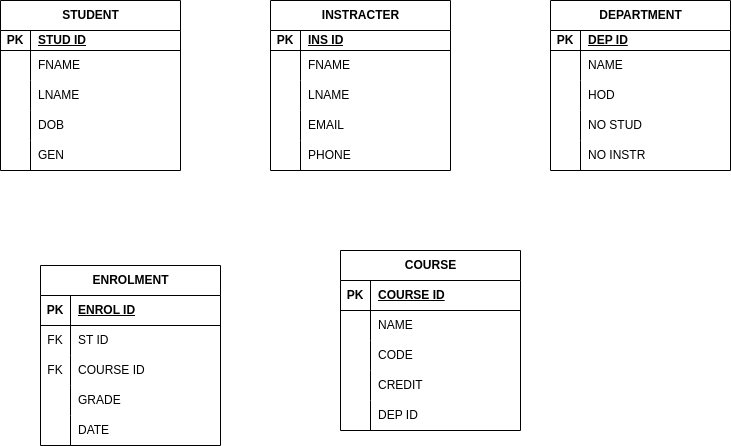 STUDENT
PK STUD ID
FNAME
LNAME
DOB
GEN
INSTRACTER
PK INS ID
FNAME
LNAME
EMAIL
PHONE
DEPARTMENT
PK DEP ID
NAME
HOD
NO STUD
NO INSTR
ENROLMENT
PK ENROL ID
FK ST ID
FK COURSE ID
GRADE
DATE
COURSE
PK COURSE ID
NAME
CODE
CREDIT
DEP ID